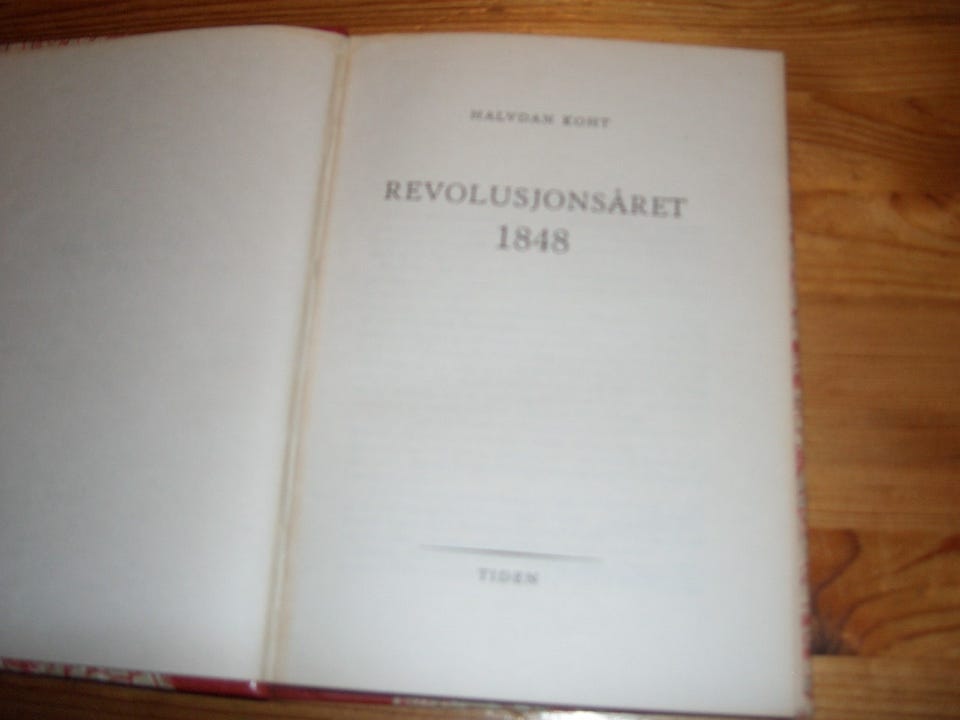 HALVDAN KOHT
REVOLUSJONSÅRET
1848
TIDEN